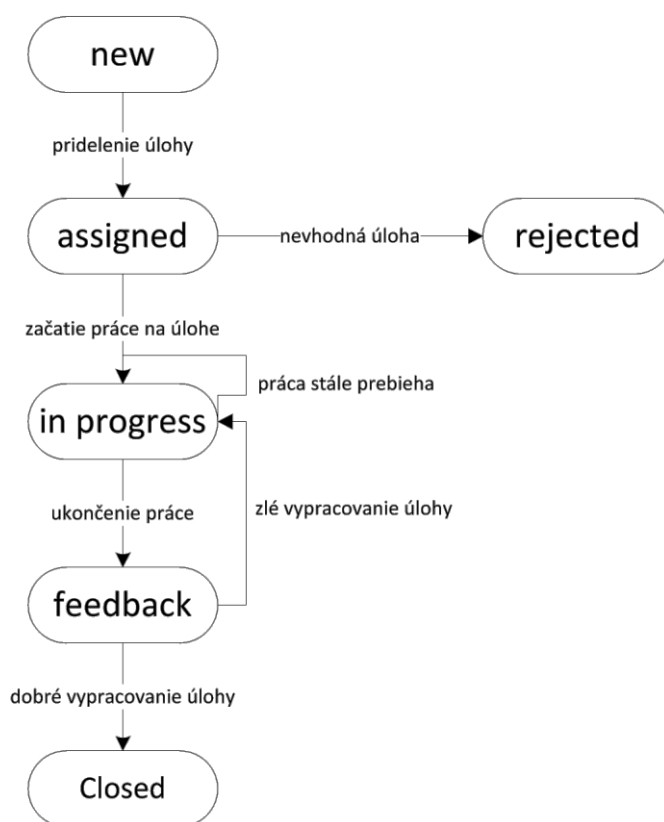 new
pridelenie úlohy
assigned
nevhodná úloha
rejected
začatie práce na úlohe
práca stále prebieha
in progress
ukončenie práce
zlé vypracovanie úlohy
feedback
dobré vypracovanie úlohy
Closed